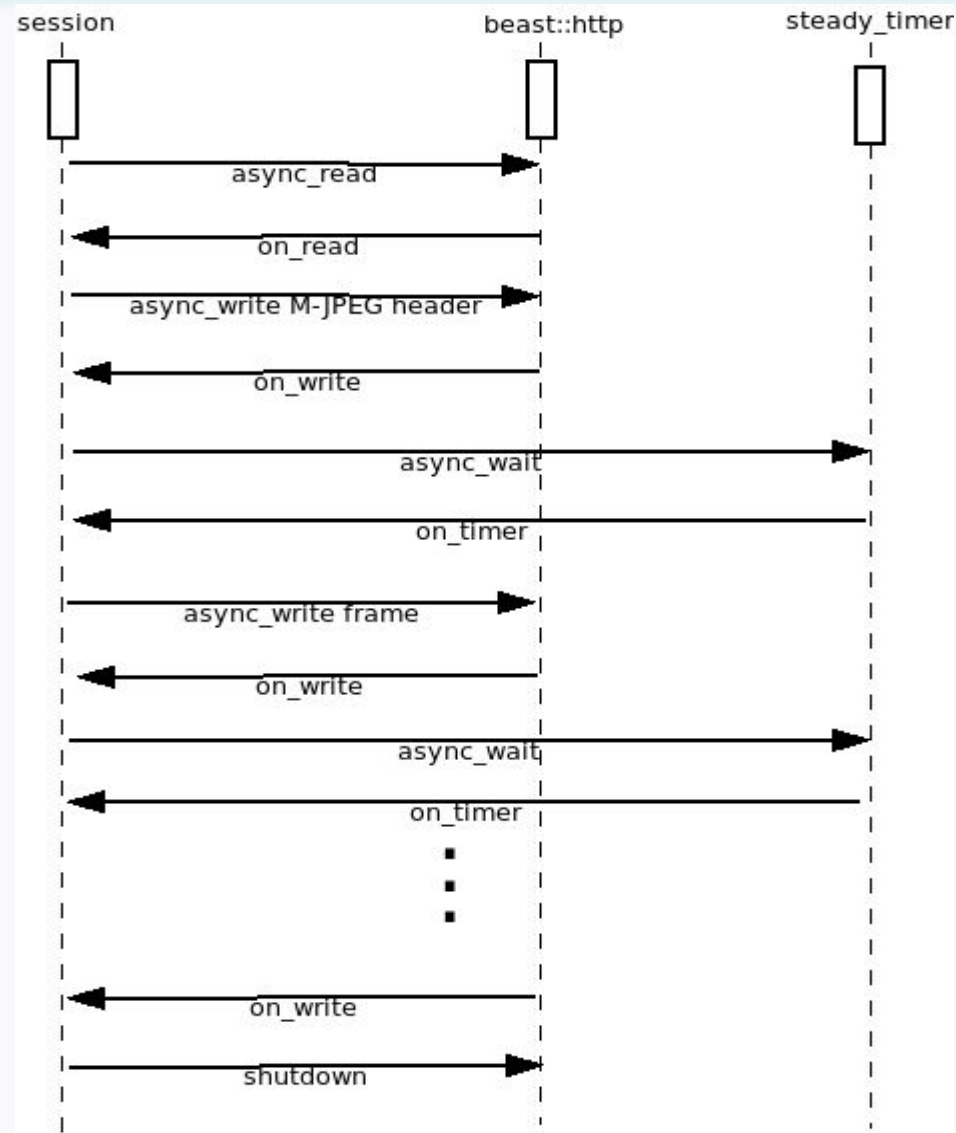 session
beast::http
steady_timer
async_read
on_read
async_write M-JPEG header
on_write
async_wait
on_timer
async_write frame
on_write
async_wait
on_timer
on_write
shutdown